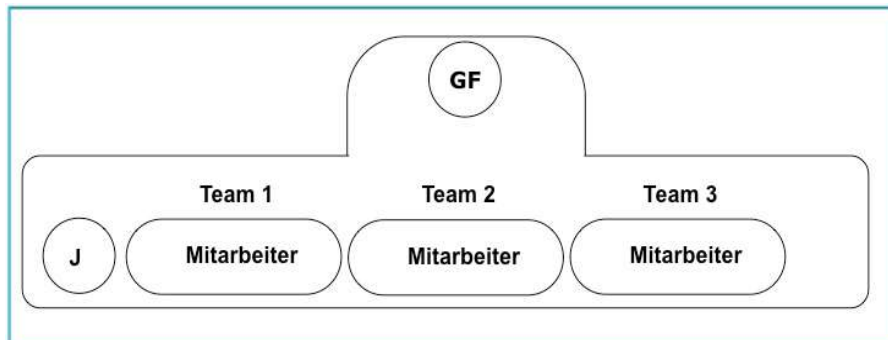 GF
Team 1
Team 2
Team 3
J
Mitarbeiter
Mitarbeiter
Mitarbeiter